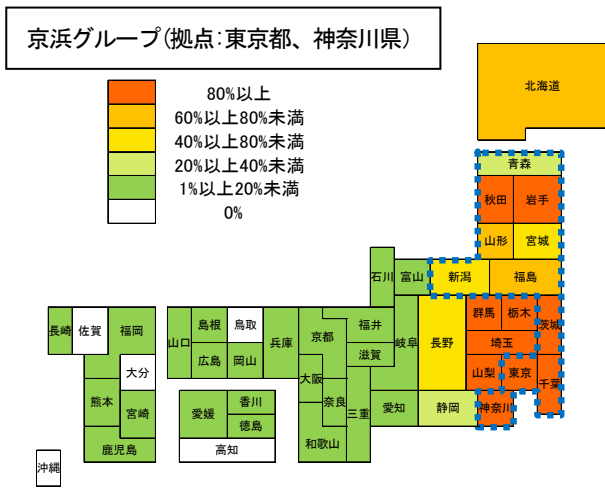 京浜グループ(拠点:東京都、神奈川県)
80%以上
60%以上80%未満
40%以上80%未満
20%以上40%未満
1%以上20%未満
0%
北海道
青森
秋田 岩手
山形 宮城
石川 富山 新潟 福島
長崎 佐賀 福岡
山口 島根 鳥取 兵庫 京都 福井
岐阜 長野 群馬 栃木 茨城
広島 岡山 滋賀 埼玉
大分 大阪 山梨 東京 千葉
熊本 宮崎 愛媛 香川 奈良 三重 愛知 静岡 神奈川
徳島
鹿児島 高知 和歌山
沖縄